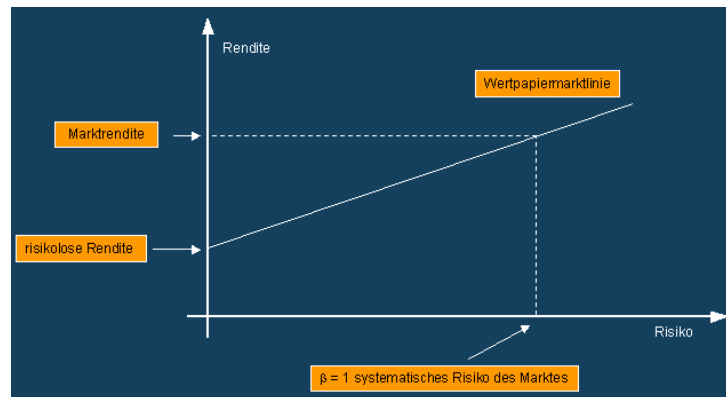 Rendite
Wertpapiermarktlinie
Marktrendite
risikolose Rendite
Risiko
β = 1 systematisches Risiko des Marktes